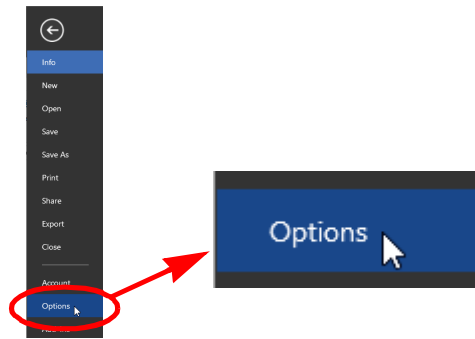 Info
New
Open
Save
Save As
Print
Share
Export
Close
Account
Options
Options